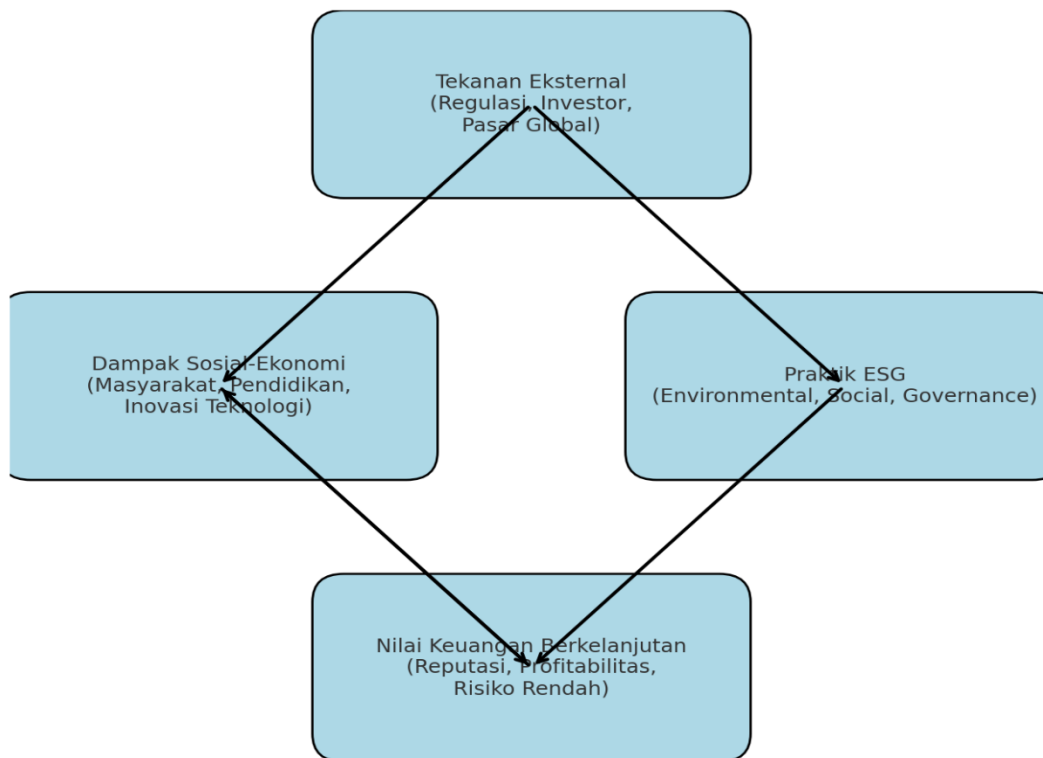 Tekanan Eksternal
(Regulasi, Investor,
Pasar Global)
Dampak Sosial-Ekonomi
(Masyarakat, Pendidikan,
Inovasi Teknologi)
Praktik ESG
(Environmental, Social, Governance)
Nilai Keuangan Berkelanjutan
(Reputasi, Profitabilitas,
Risiko Rendah)